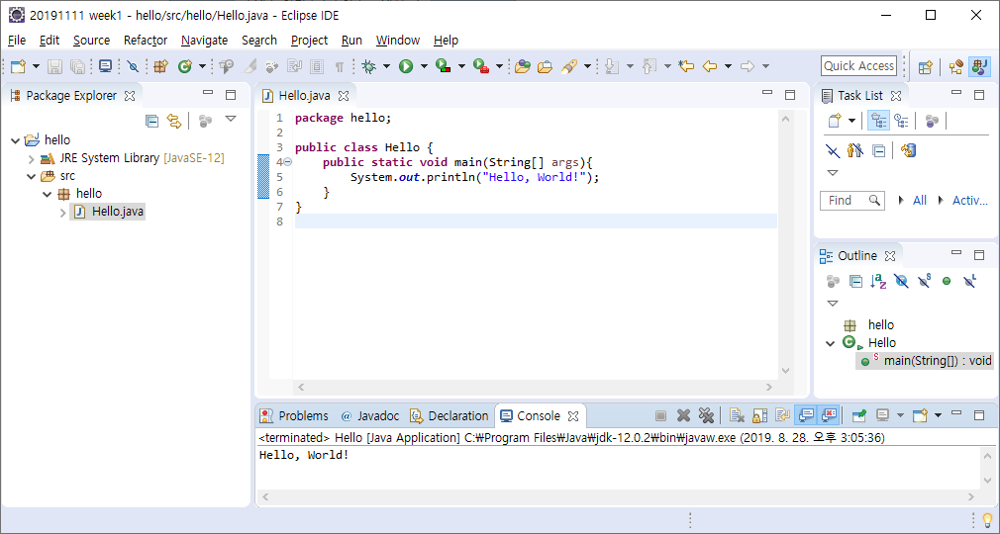 20191111 week1 - hello/src/hello/Hello.java - Eclipse IDE
File Edit Source Refactor Navigate Search Project Run Window Help
Quick Access
Package Explorer
hello
JRE System Library [JavaSE-12]
src
hello
Hello.java
Hello.java
1 package hello;
2
3 public class Hello {
4 public static void main(String[] args){
5 System.out.println("Hello, World!");
6 }
7 }
8
Task List
Find All Activ...
Outline
hello
Hello
main(String[]) : void
Problems @ Javadoc Declaration Console
<terminated> Hello [Java Application] C:₩Program Files₩Java₩jdk-12.0.2₩bin₩javaw.exe (2019. 8. 28. 오후 3:05:36)
Hello, World!